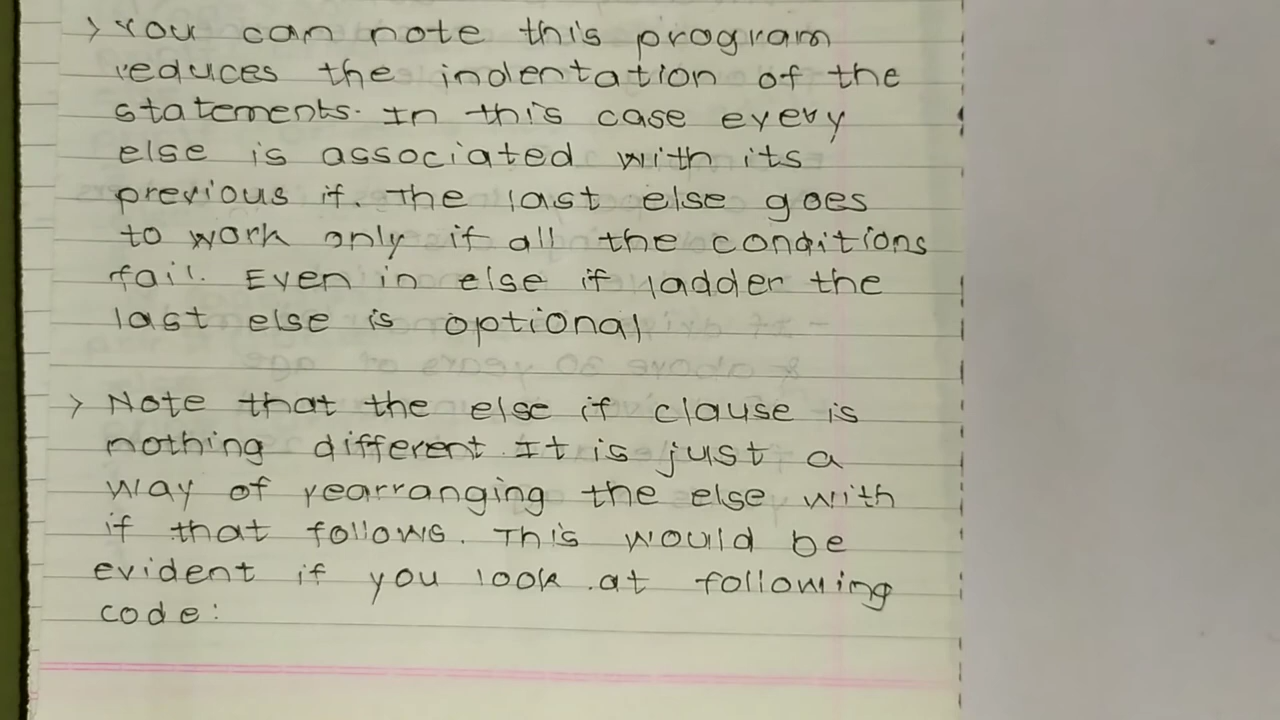 > You can note this program
reduces the indentation of the
statements. In this case every
else is associated with its
previous if. The last else goes
to work only if all the conditions
fail. Even in else if ladder the
last else is optional
> Note that the else if clause is
nothing different. It is just a
way of rearranging the else with
if that follows. This would be
evident if you look at following
code: